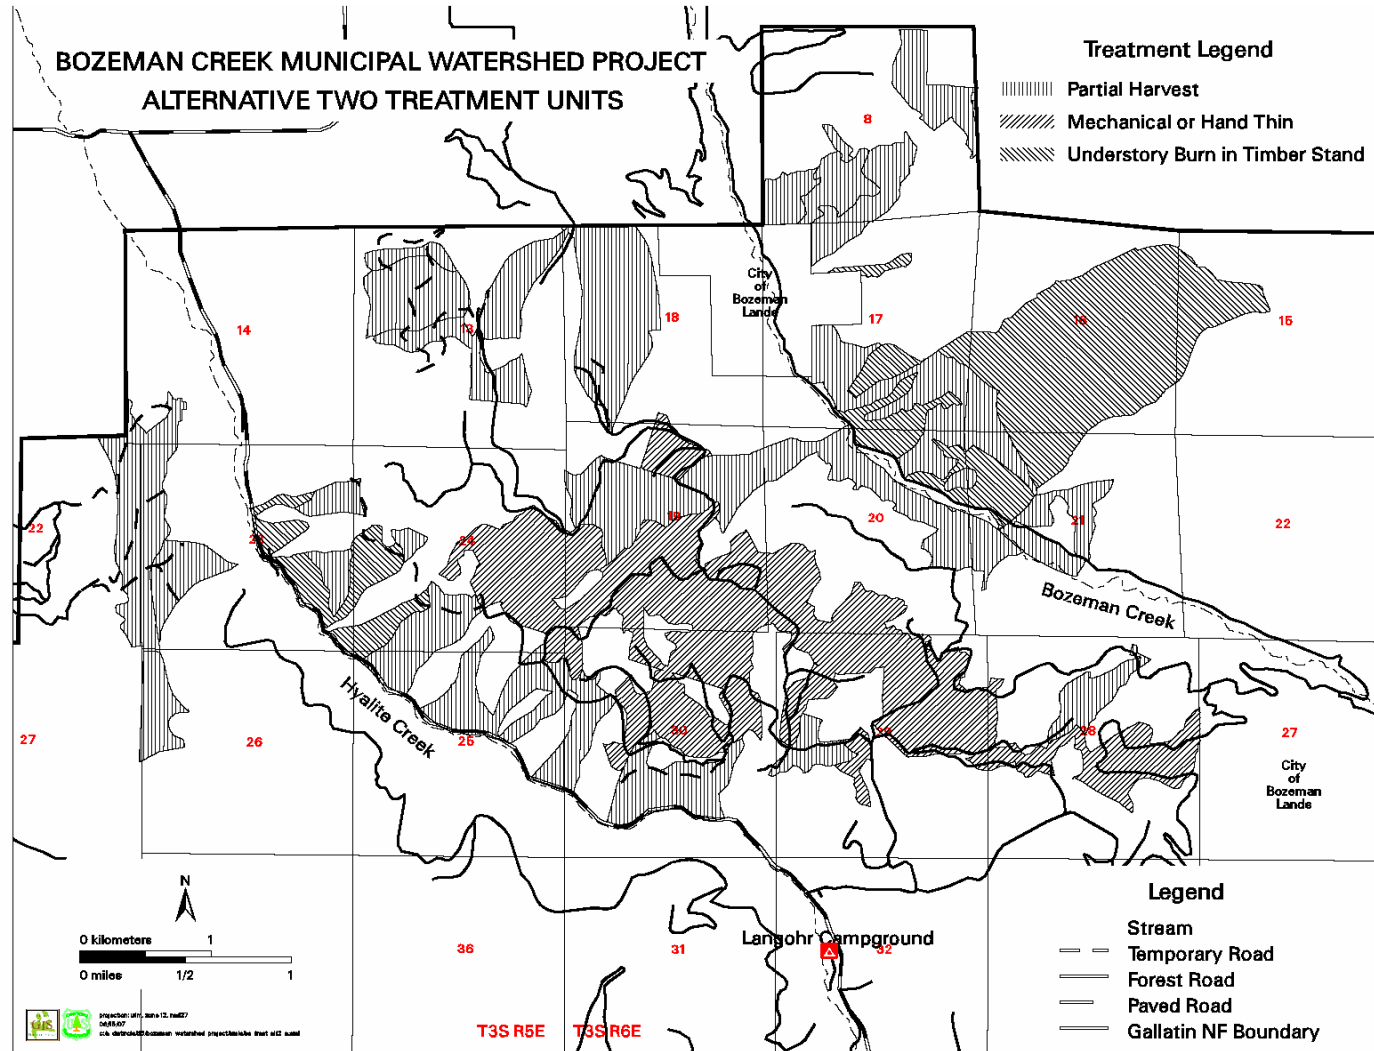 BOZEMAN CREEK MUNICIPAL WATERSHED PROJECT
ALTERNATIVE TWO TREATMENT UNITS
Treatment Legend
Partial Harvest
Mechanical or Hand Thin
Understory Burn in Timber Stand
8
City
of
Bozeman
Lands
14
13
18
17
16
15
22
23
24
19
20
21
22
Bozeman Creek
Hyalite Creek
27
26
25
30
29
28
27
City
of
Bozeman
Lands
N
0 kilometers 1
0 miles 1/2 1
36
31
32
Langohr Campground
T3S R5E
T3S R6E
Legend
Stream
Temporary Road
Forest Road
Paved Road
Gallatin NF Boundary